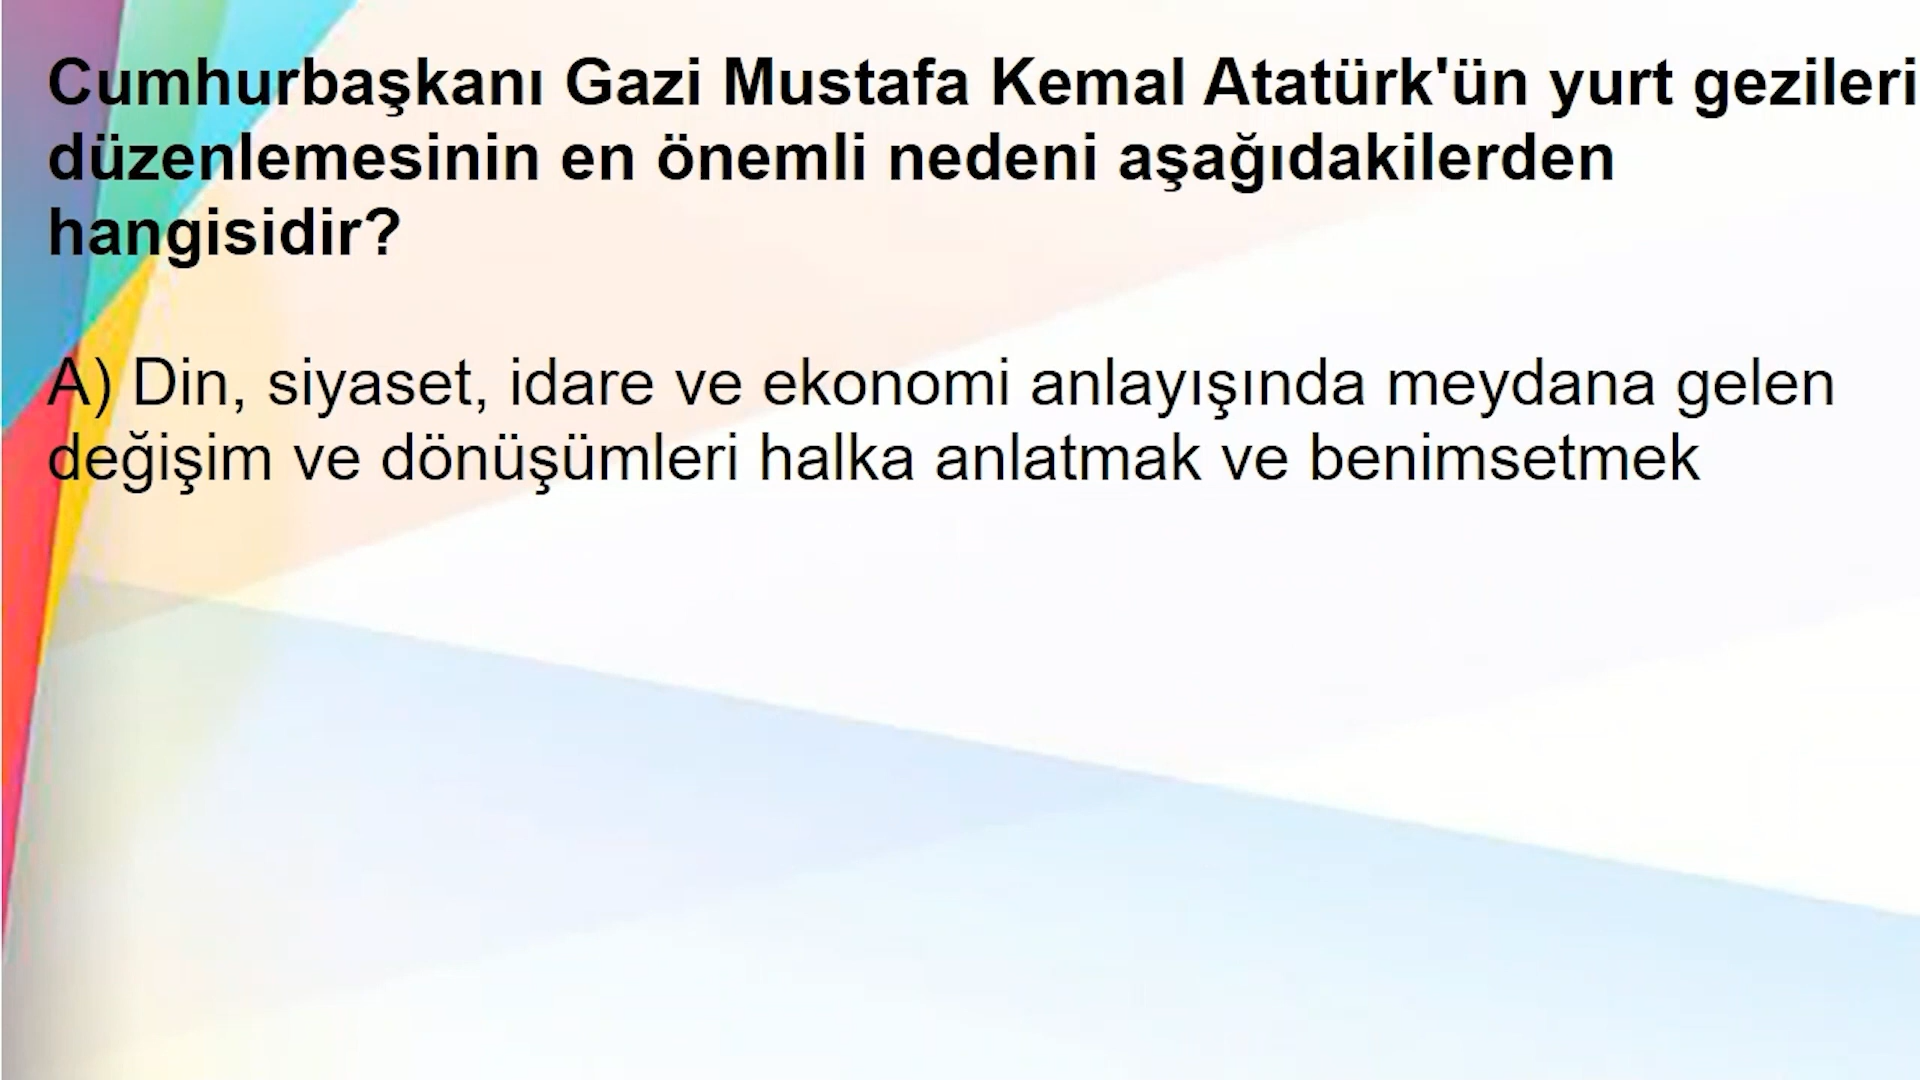 Cumhurbaşkanı Gazi Mustafa Kemal Atatürk'ün yurt gezileri
düzenlemesinin en önemli nedeni aşağıdakilerden
hangisidir?
A) Din, siyaset, idare ve ekonomi anlayışında meydana gelen
değişim ve dönüşümleri halka anlatmak ve benimsetmek